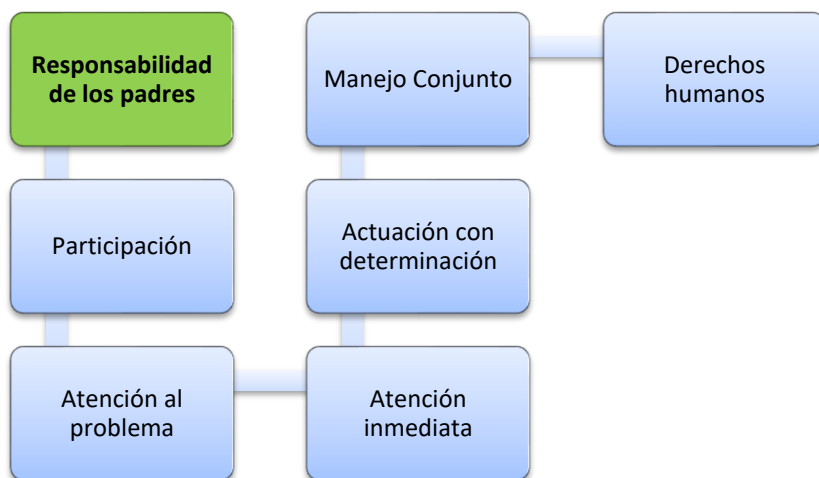 Responsabilidad
de los padres
Participación
Atención al
problema
Atención
inmediata
Actuación con
determinación
Manejo Conjunto
Derechos
humanos